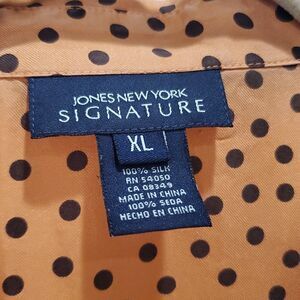 JONES NEW YORK
SIGNATURE
XL
100% SILK
RN 54050
CA 08349
MADE IN CHINA
100% SEDA
HECHO EN CHINA